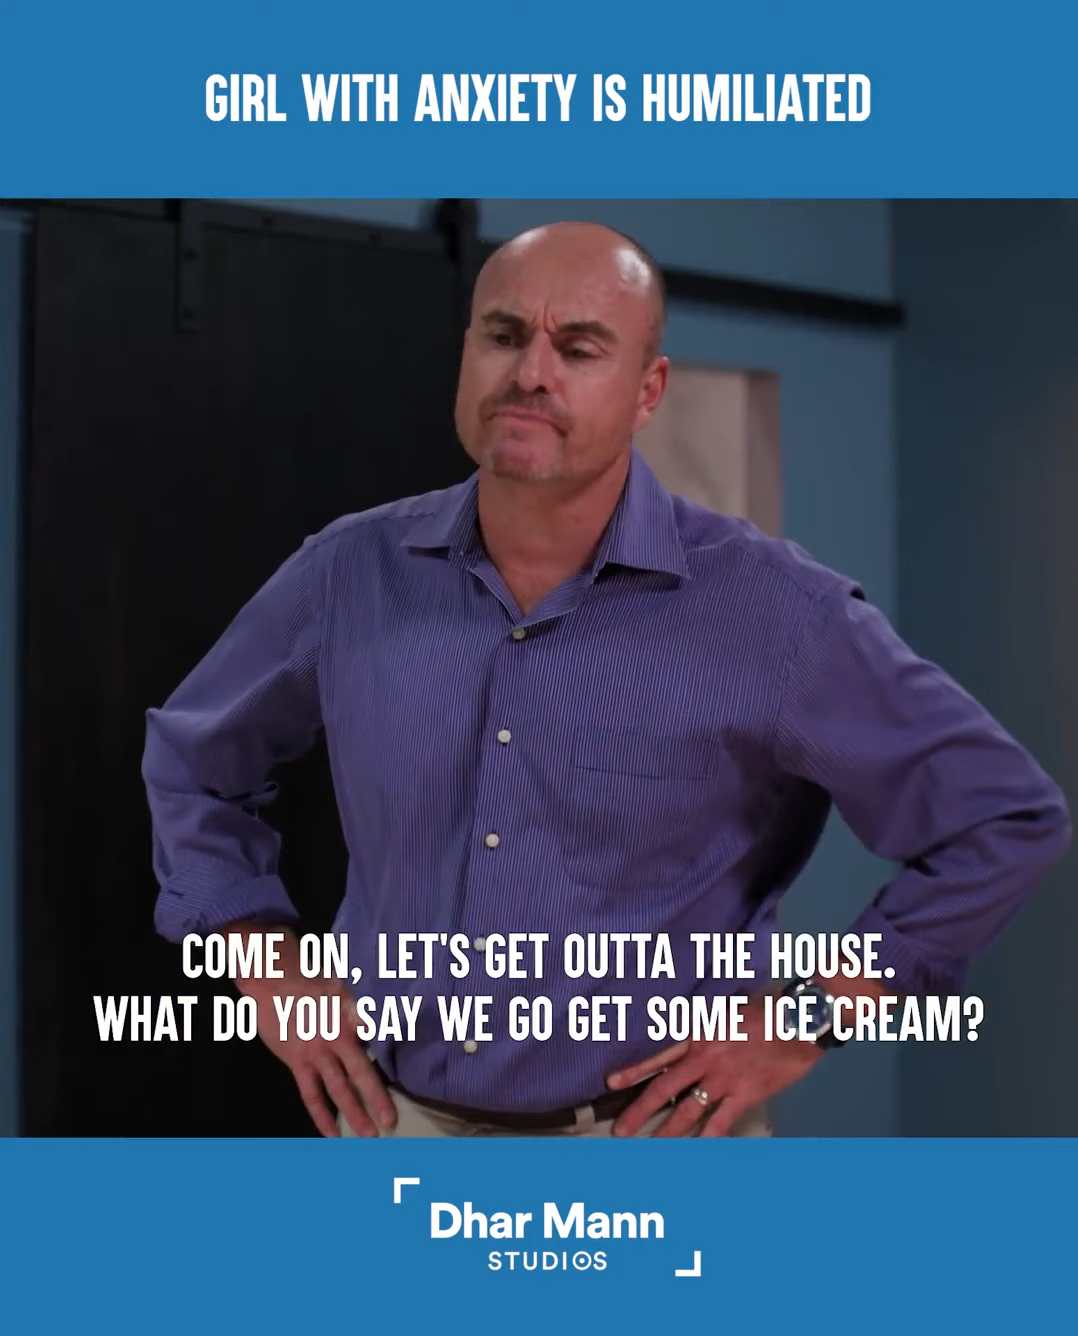 GIRL WITH ANXIETY IS HUMILIATED
COME ON, LET'S GET OUTTA THE HOUSE.
WHAT DO YOU SAY WE GO GET SOME ICE CREAM?
Dhar Mann
STUDIOS